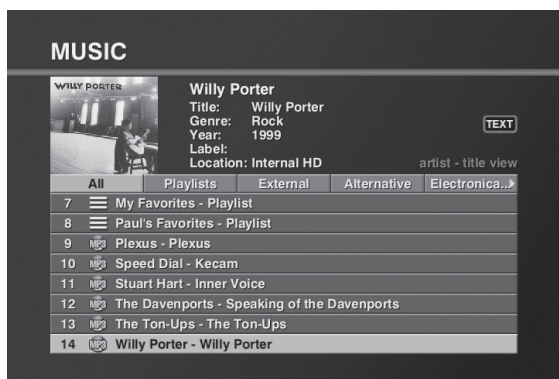 MUSIC
WILLY PORTER
Willy Porter
Title: Willy Porter
Genre: Rock
Year: 1999
Label:
Location: Internal HD
TEXT
artist - title view
All Playlists External Alternative Electronica..
7 My Favorites - Playlist
8 Paul's Favorites - Playlist
9 MP3 Plexus - Plexus
10 MP3 Speed Dial - Kecam
11 MP3 Stuart Hart - Inner Voice
12 MP3 The Davenports - Speaking of the Davenports
13 MP3 The Ton-Ups - The Ton-Ups
14 MP3 Willy Porter - Willy Porter